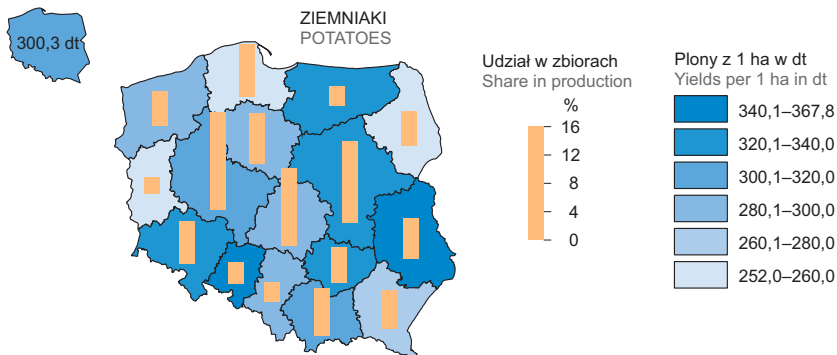 ZIEMNIAKI
POTATOES
300,3 dt
Udział w zbiorach
Share in production
%
16
12
8
4
0
Plony z 1 ha w dt
Yields per 1 ha in dt
340,1–367,8
320,1–340,0
300,1–320,0
280,1–300,0
260,1–280,0
252,0–260,0